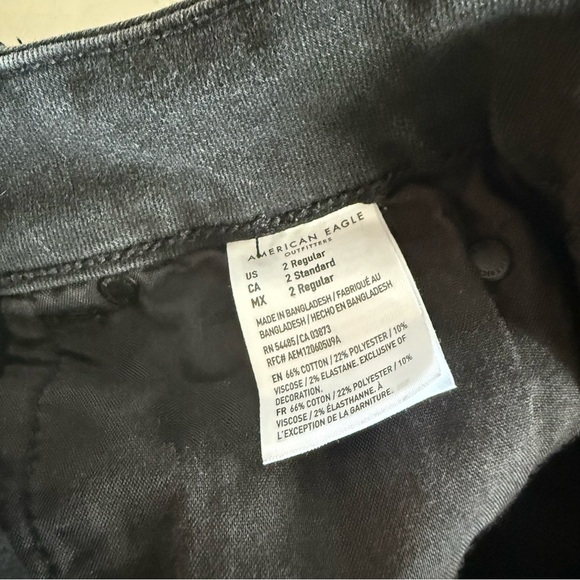 AMERICAN EAGLE
OUTFITTERS
US 2 Regular
CA 2 Standard
MX 2 Regular
MADE IN BANGLADESH / FABRIQUÉ AU
BANGLADESH / HECHO EN BANGLADESH
RN 54485/CA 03873
RFC# AEM120605U9A
EN 66% COTTON / 22% POLYESTER / 10%
VISCOSE / 2% ELASTANE. EXCLUSIVE OF
DECORATION.
FR 66% COTON / 22% POLYESTER / 10%
VISCOSE / 2% ÉLASTHANNE. À
L'EXCEPTION DE LA GARNITURE.